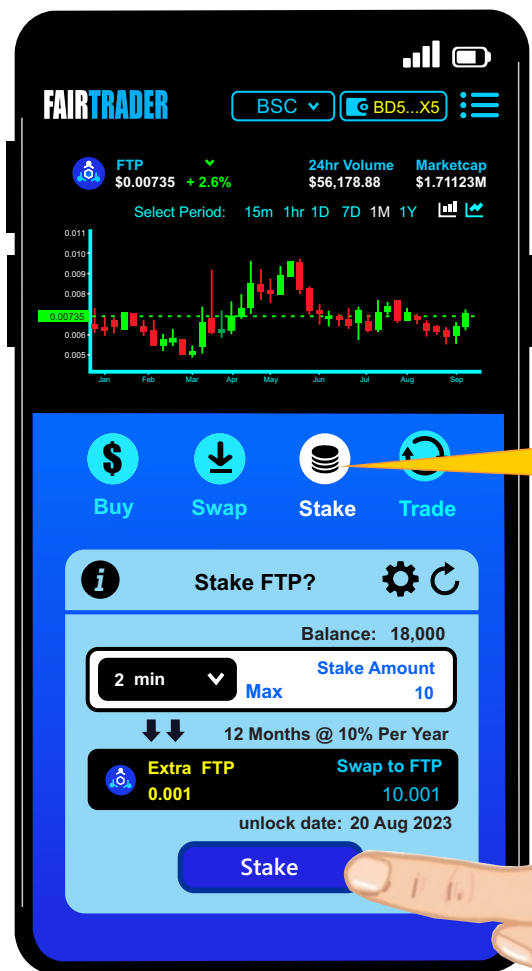 FAIRTRADER
BSC
BD5...X5
FTP 24hr Volume Marketcap
$0.00735 + 2.6% $56,178.88 $1.71123M
Select Period: 15m 1hr 1D 7D 1M 1Y
0.011
0.010
0.009
0.008
0.00735
0.006
0.005
Jan Feb Mar Apr May Jun Jul Aug Sep
$
Buy Swap Stake Trade
i
Stake FTP?
Balance: 18,000
2 min Max Stake Amount
10
12 Months @ 10% Per Year
Extra FTP Swap to FTP
0.001 10.001
unlock date: 20 Aug 2023
Stake